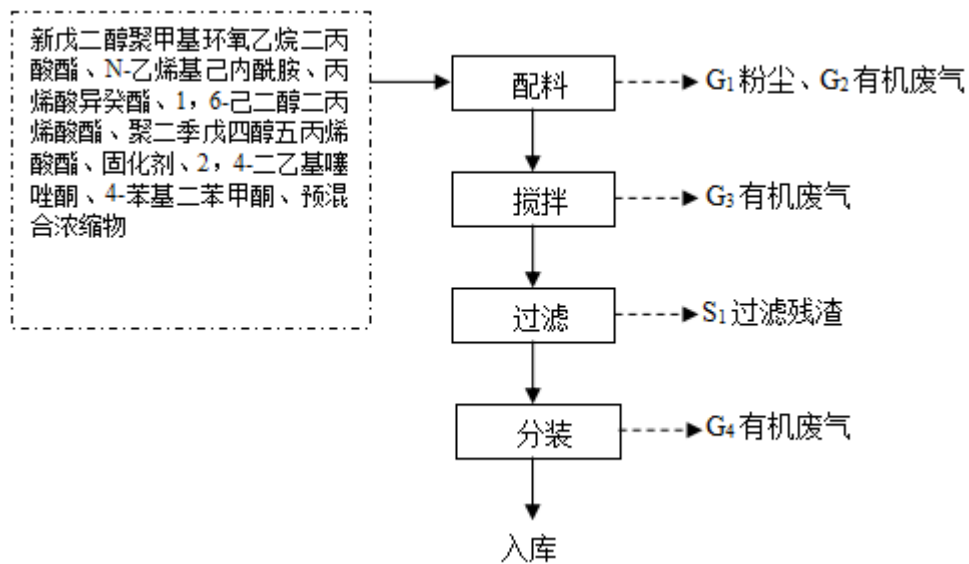 新戊二醇聚甲基环氧乙烷二丙
酸酯、N-乙烯基己内酰胺、丙
烯酸异癸酯、1，6-己二醇二丙
烯酸酯、聚二季戊四醇五丙烯
酸酯、固化剂、2，4-二乙基噻
唑酮、4-苯基二苯甲酮、预混
合浓缩物
配料
G₁粉尘、G₂有机废气
搅拌
G₃有机废气
过滤
S₁过滤残渣
分装
G₄有机废气
入库